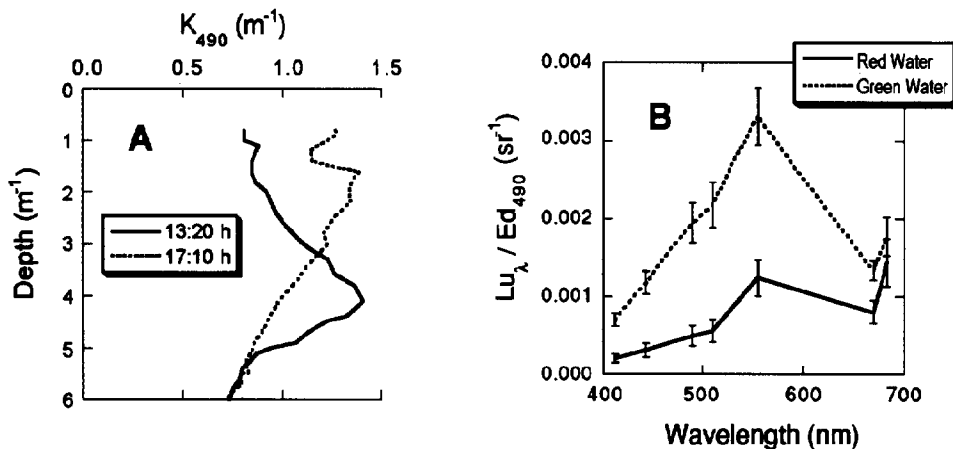 K490 (m-1)
0.0 0.5 1.0 1.5
0
1
2
3
4
5
6
Depth (m-1)
A
13:20 h
17:10 h
Red Water
Green Water
B
0.004
0.003
0.002
0.001
0.000
Luλ / Ed490 (sr-1)
400 500 600 700
Wavelength (nm)